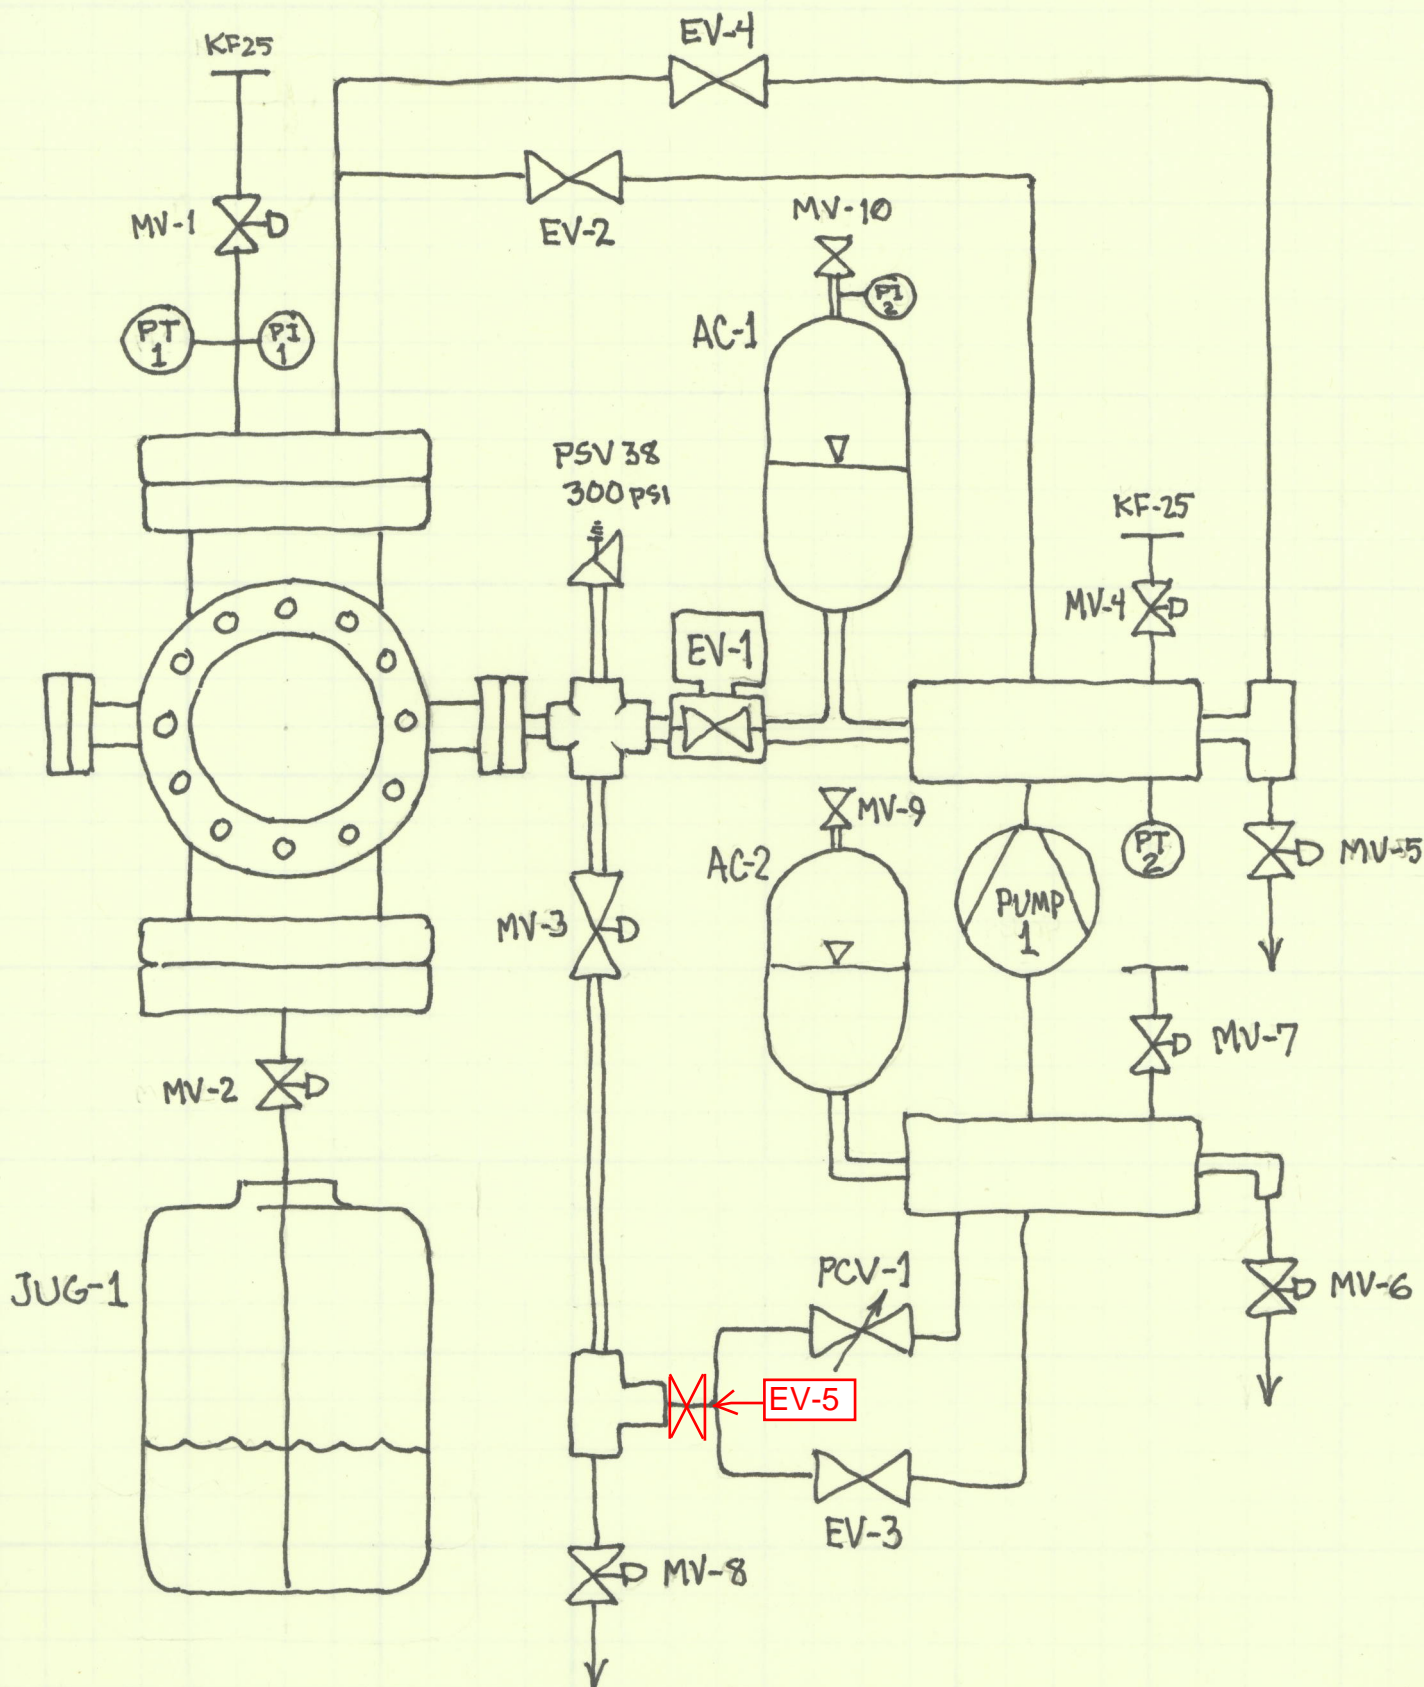 EV-4
KF25
MV-1
EV-2
MV-10
PI
2
PT
1
PI
1
AC-1
PSV 38
300 PSI
KF-25
MV-4
EV-1
MV-9
AC-2
PT
2
MV-5
PUMP
1
MV-3
MV-7
MV-2
JUG-1
PCV-1
MV-6
EV-5
EV-3
MV-8